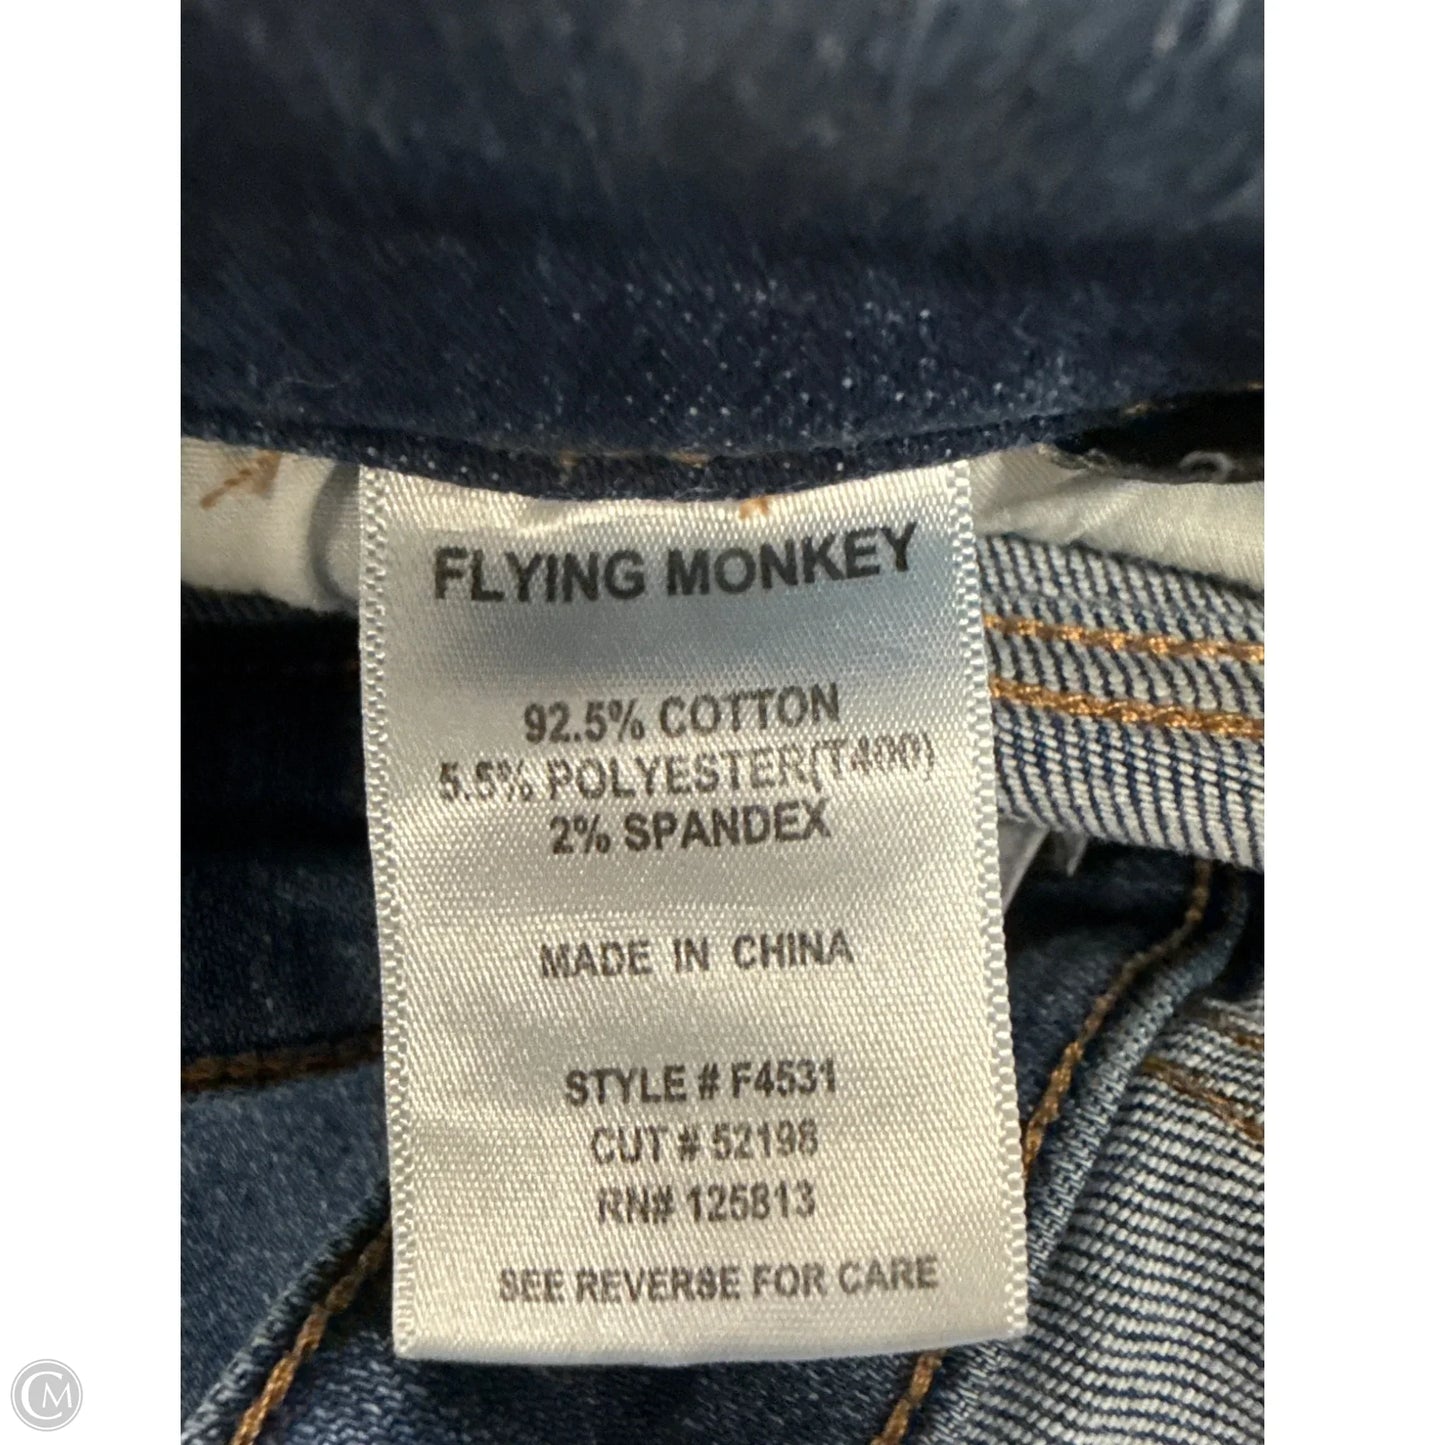 FLYING MONKEY
92.5% COTTON
5.5% POLYESTER(T400)
2% SPANDEX
MADE IN CHINA
STYLE # F4531
CUT # 52198
RN# 125813
SEE REVERSE FOR CARE
CM